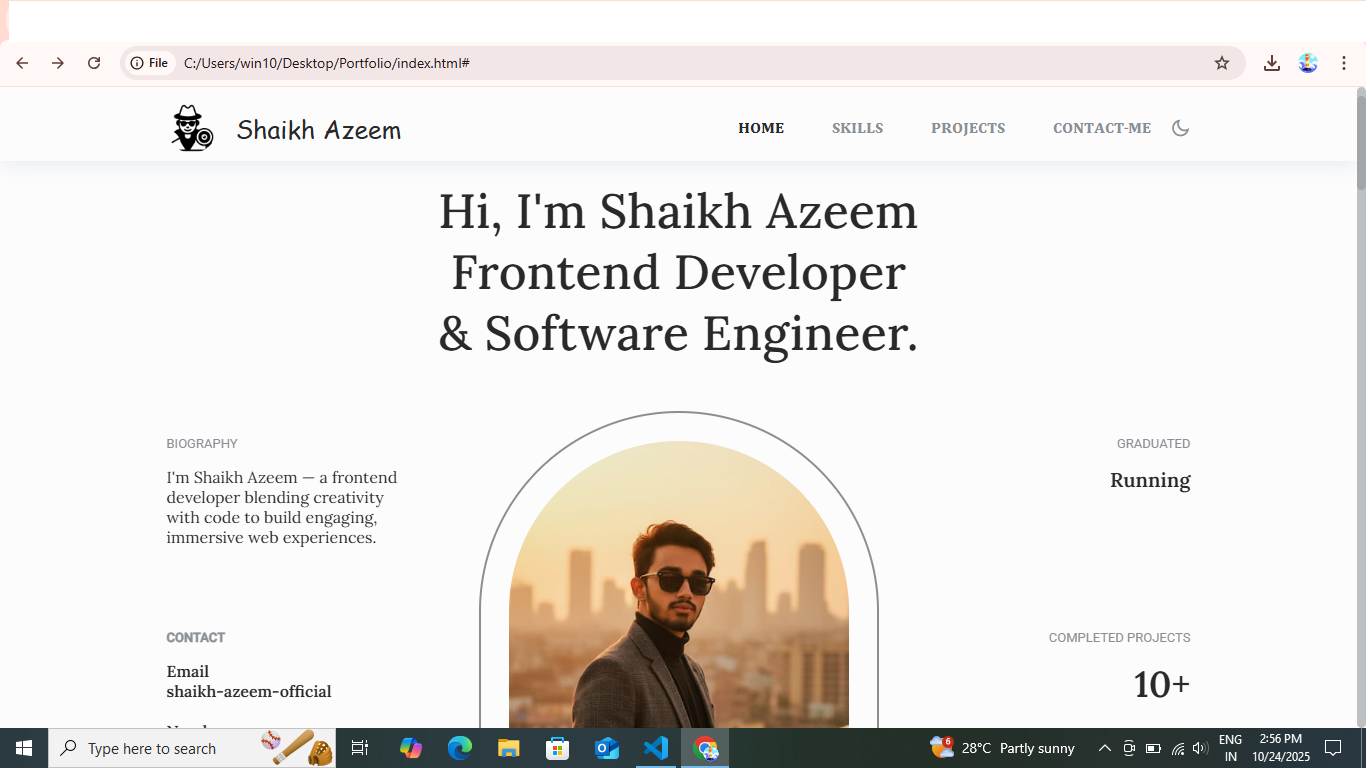 File
C:/Users/win10/Desktop/Portfolio/index.html#
Shaikh Azeem
HOME
SKILLS
PROJECTS
CONTACT-ME
Hi, I'm Shaikh Azeem
Frontend Developer
& Software Engineer.
BIOGRAPHY
I'm Shaikh Azeem — a frontend
developer blending creativity
with code to build engaging,
immersive web experiences.
GRADUATED
Running
CONTACT
Email
shaikh-azeem-official
COMPLETED PROJECTS
10+
Type here to search
6
28°C Partly sunny
ENG
IN
2:56 PM
10/24/2025